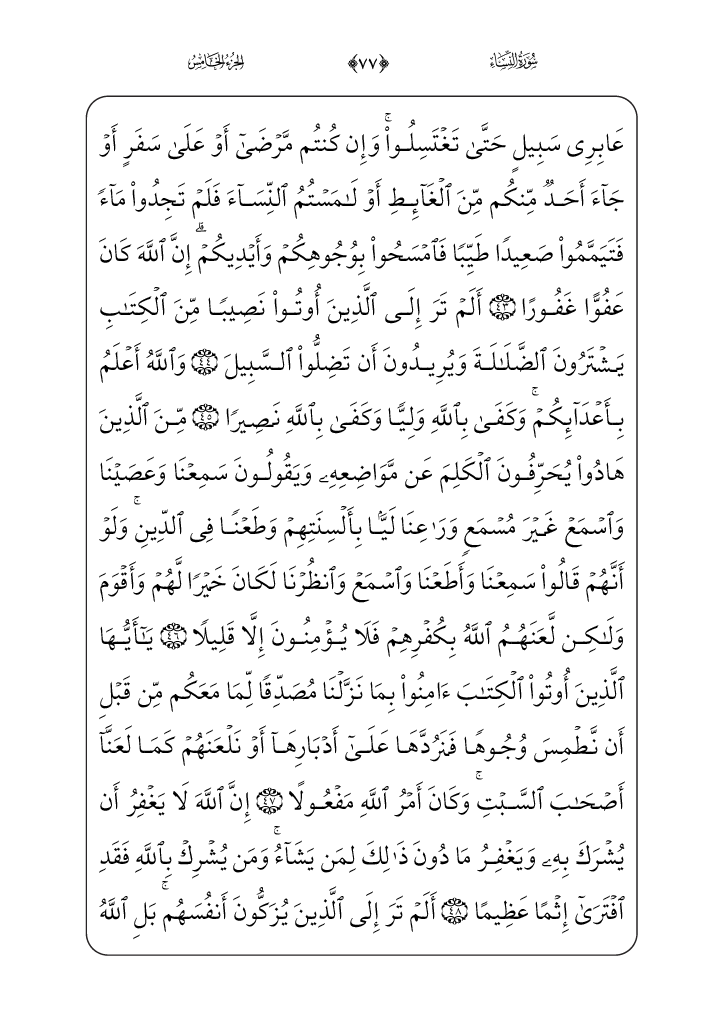 سُورَةُ النِّسَاءِ ﴿٧٧﴾ الجُزءُ الخَامِسُ
عَابِرِى سَبِيلٍ حَتَّىٰ تَغْتَسِلُوا۟ ۚ وَإِن كُنتُم مَّرْضَىٰٓ أَوْ عَلَىٰ سَفَرٍ أَوْ
جَآءَ أَحَدٌ مِّنكُم مِّنَ ٱلْغَآئِطِ أَوْ لَـٰمَسْتُمُ ٱلنِّسَآءَ فَلَمْ تَجِدُوا۟ مَآءً
فَتَيَمَّمُوا۟ صَعِيدًا طَيِّبًا فَٱمْسَحُوا۟ بِوُجُوهِكُمْ وَأَيْدِيكُمْ ۗ إِنَّ ٱللَّهَ كَانَ
عَفُوًّا غَفُورًا ﴿٤٣﴾ أَلَمْ تَرَ إِلَى ٱلَّذِينَ أُوتُوا۟ نَصِيبًا مِّنَ ٱلْكِتَـٰبِ
يَشْتَرُونَ ٱلضَّلَـٰلَةَ وَيُرِيدُونَ أَن تَضِلُّوا۟ ٱلسَّبِيلَ ﴿٤٤﴾ وَٱللَّهُ أَعْلَمُ
بِأَعْدَآئِكُمْ ۚ وَكَفَىٰ بِٱللَّهِ وَلِيًّا وَكَفَىٰ بِٱللَّهِ نَصِيرًا ﴿٤٥﴾ مِّنَ ٱلَّذِينَ
هَادُوا۟ يُحَرِّفُونَ ٱلْكَلِمَ عَن مَّوَاضِعِهِۦ وَيَقُولُونَ سَمِعْنَا وَعَصَيْنَا
وَٱسْمَعْ غَيْرَ مُسْمَعٍ وَرَٰعِنَا لَيًّۢا بِأَلْسِنَتِهِمْ وَطَعْنًا فِى ٱلدِّينِ ۚ وَلَوْ
أَنَّهُمْ قَالُوا۟ سَمِعْنَا وَأَطَعْنَا وَٱسْمَعْ وَٱنظُرْنَا لَكَانَ خَيْرًا لَّهُمْ وَأَقْوَمَ
وَلَـٰكِن لَّعَنَهُمُ ٱللَّهُ بِكُفْرِهِمْ فَلَا يُؤْمِنُونَ إِلَّا قَلِيلًا ﴿٤٦﴾ يَـٰٓأَيُّهَا
ٱلَّذِينَ أُوتُوا۟ ٱلْكِتَـٰبَ ءَامِنُوا۟ بِمَا نَزَّلْنَا مُصَدِّقًا لِّمَا مَعَكُم مِّن قَبْلِ
أَن نَّطْمِسَ وُجُوهًا فَنَرُدَّهَا عَلَىٰٓ أَدْبَارِهَآ أَوْ نَلْعَنَهُمْ كَمَا لَعَنَّآ
أَصْحَـٰبَ ٱلسَّبْتِ ۚ وَكَانَ أَمْرُ ٱللَّهِ مَفْعُولًا ﴿٤٧﴾ إِنَّ ٱللَّهَ لَا يَغْفِرُ أَن
يُشْرَكَ بِهِۦ وَيَغْفِرُ مَا دُونَ ذَٰلِكَ لِمَن يَشَآءُ ۚ وَمَن يُشْرِكْ بِٱللَّهِ فَقَدِ
ٱفْتَرَىٰٓ إِثْمًا عَظِيمًا ﴿٤٨﴾ أَلَمْ تَرَ إِلَى ٱلَّذِينَ يُزَكُّونَ أَنفُسَهُم ۚ بَلِ ٱللَّهُ